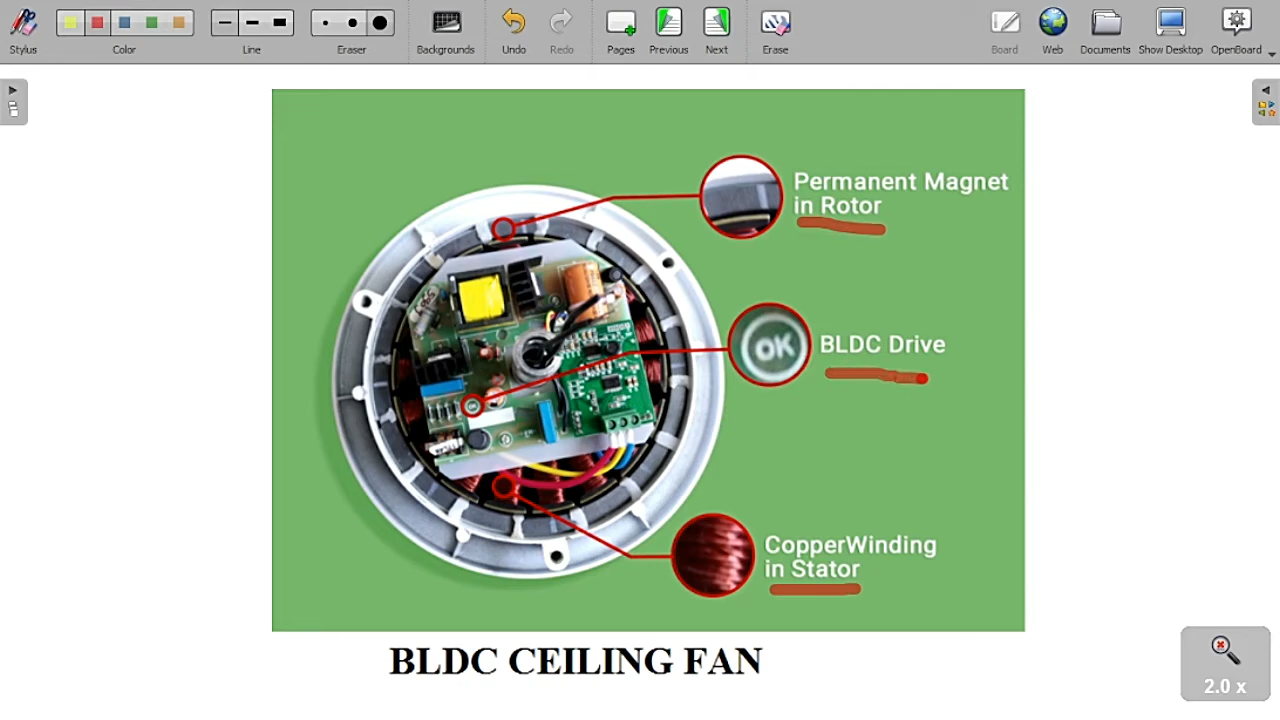 Stylus
Color
Line
Eraser
Backgrounds
Undo
Redo
Pages
Previous
Next
Erase
Board
Web
Documents
Show Desktop
OpenBoard
Permanent Magnet
in Rotor
OK
BLDC Drive
CopperWinding
in Stator
BLDC CEILING FAN
2.0 x